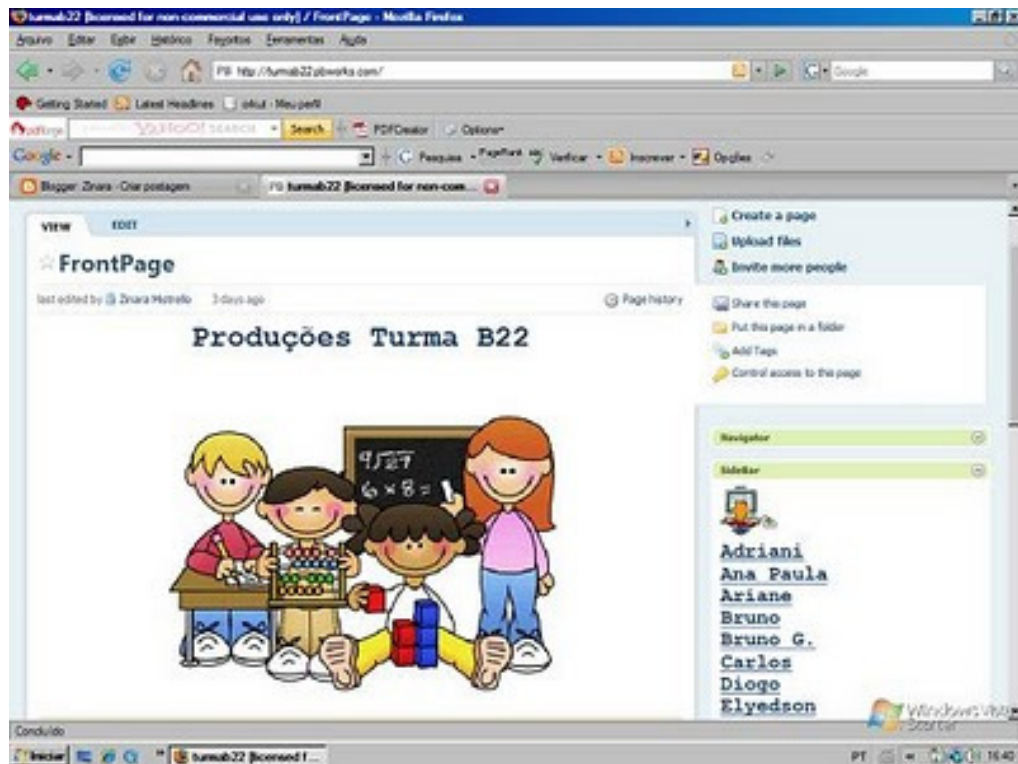 turmab22 [licensed for non-commercial use only] / FrontPage - Mozilla Firefox
Arquivo Editar Exibir Histórico Favoritos Ferramentas Ajuda
http://turmab22.pbworks.com/
Google
Getting Started Latest Headlines orkut - Meu perfil
YAHOO! SEARCH Search PDFCreator Options
Google Pesquisa PageRank Verificar Inscrever Opções
Blogger: Zinara - Criar postagem turmab22 [licensed for non-com...
VIEW EDIT
FrontPage
last edited by Zinara 3 days ago Page history
Produções Turma B22
9√27
6 x 8 =
Create a page
Upload files
Invite more people
Share this page
Put this page in a folder
Add Tags
Control access to this page
Navigator
SideBar
Adriani
Ana Paula
Ariane
Bruno
Bruno G.
Carlos
Diogo
Elyedson
Windows Vista
Starter
Concluído
Iniciar turmab22 [licensed f... PT 16:40